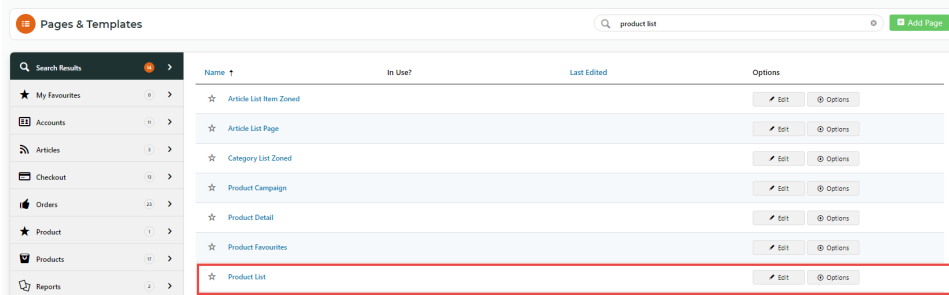 Pages & Templates
product list
Add Page
Search Results 14
My Favourites 0
Accounts 11
Articles 3
Checkout
Orders 23
Product 1
Products 17
Reports 2
Name In Use? Last Edited Options
Article List Item Zoned Edit Options
Article List Page Edit Options
Category List Zoned Edit Options
Product Campaign Edit Options
Product Detail Edit Options
Product Favourites Edit Options
Product List Edit Options